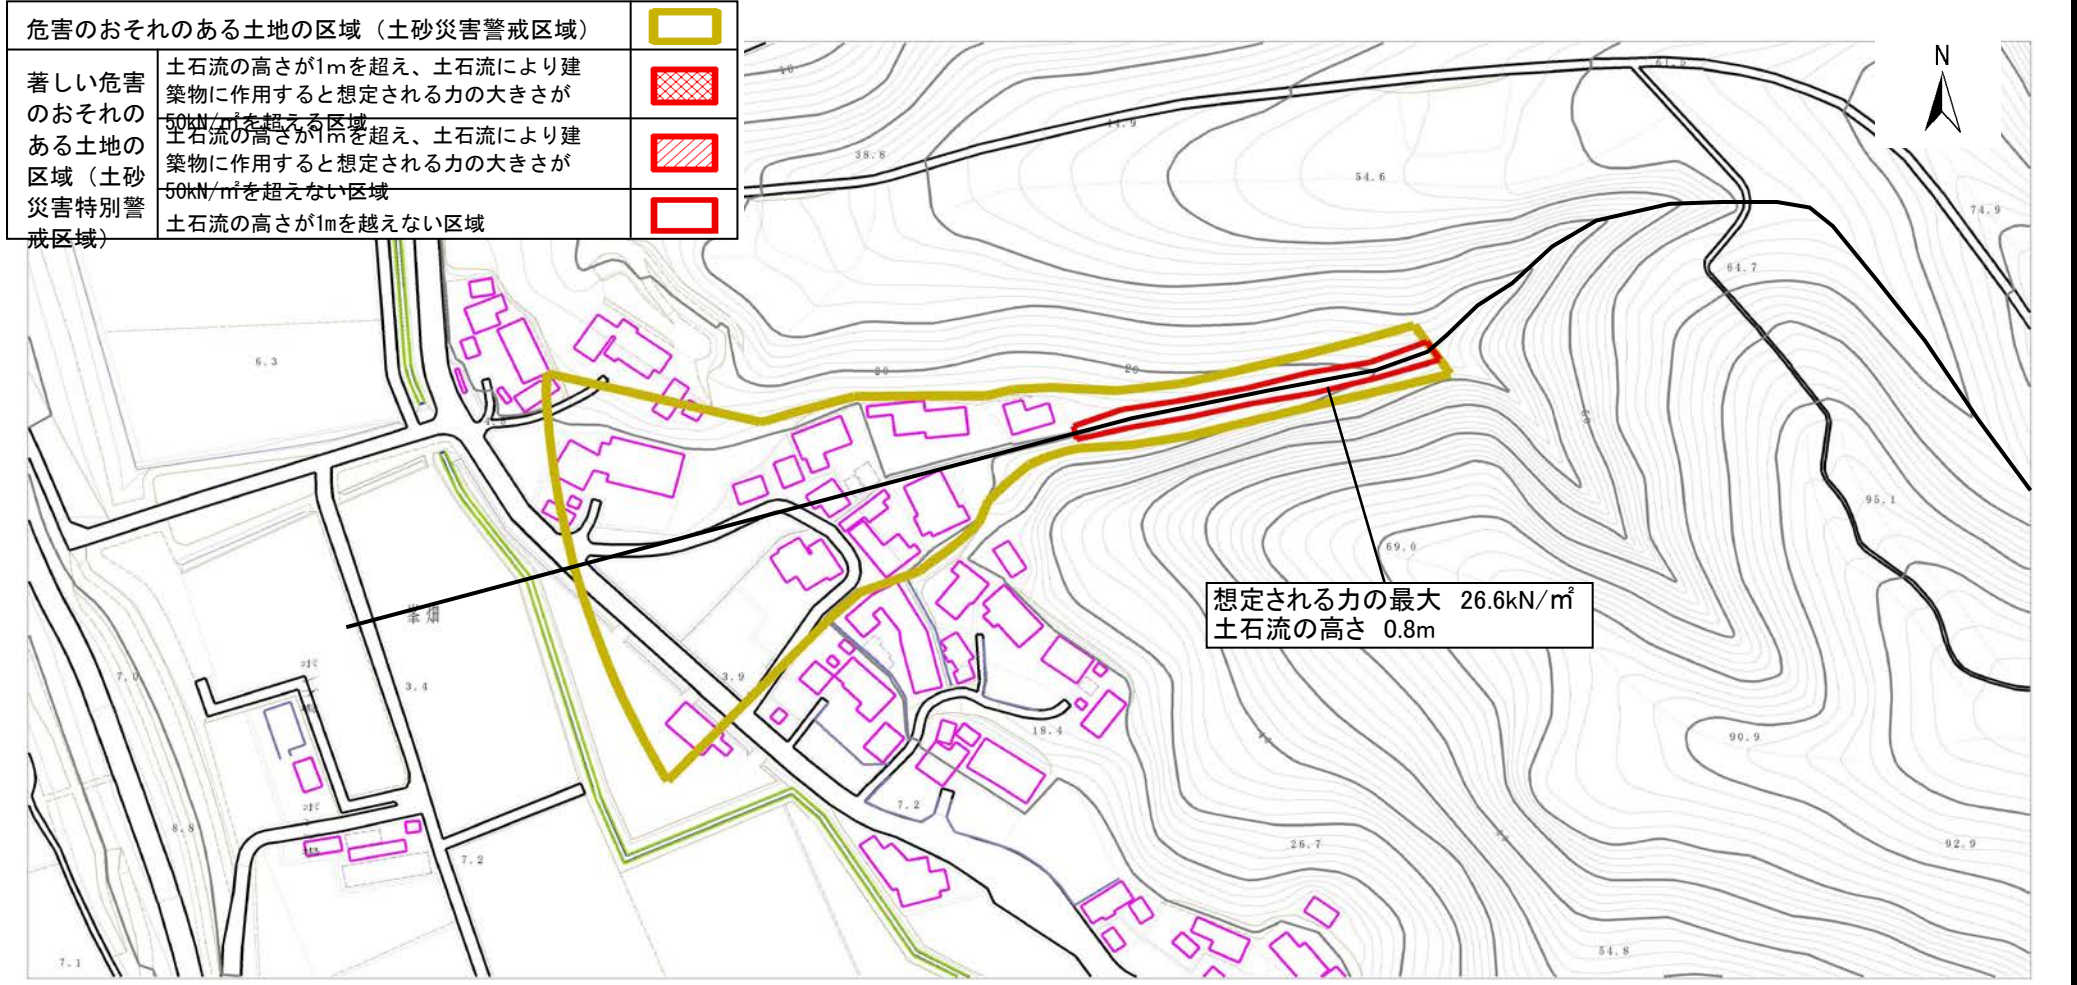 危害のおそれのある土地の区域（土砂災害警戒区域）
著しい危害
のおそれの
ある土地の
区域（土砂
災害特別警
戒区域）
土石流の高さが1mを超え、土石流により建
築物に作用すると想定される力の大きさが
50kN/㎡を超える区域
土石流の高さが1mを超え、土石流により建
築物に作用すると想定される力の大きさが
50kN/㎡を超えない区域
土石流の高さが1mを越えない区域
N
61.5
44.9
38.8
54.6
74.9
64.7
6.3
20
20
95.1
69.0
想定される力の最大 26.6kN/㎡
土石流の高さ 0.8m
7.0
3.4
3.9
18.4
90.9
7.2
8.8
7.2
26.7
92.9
54.8
7.1